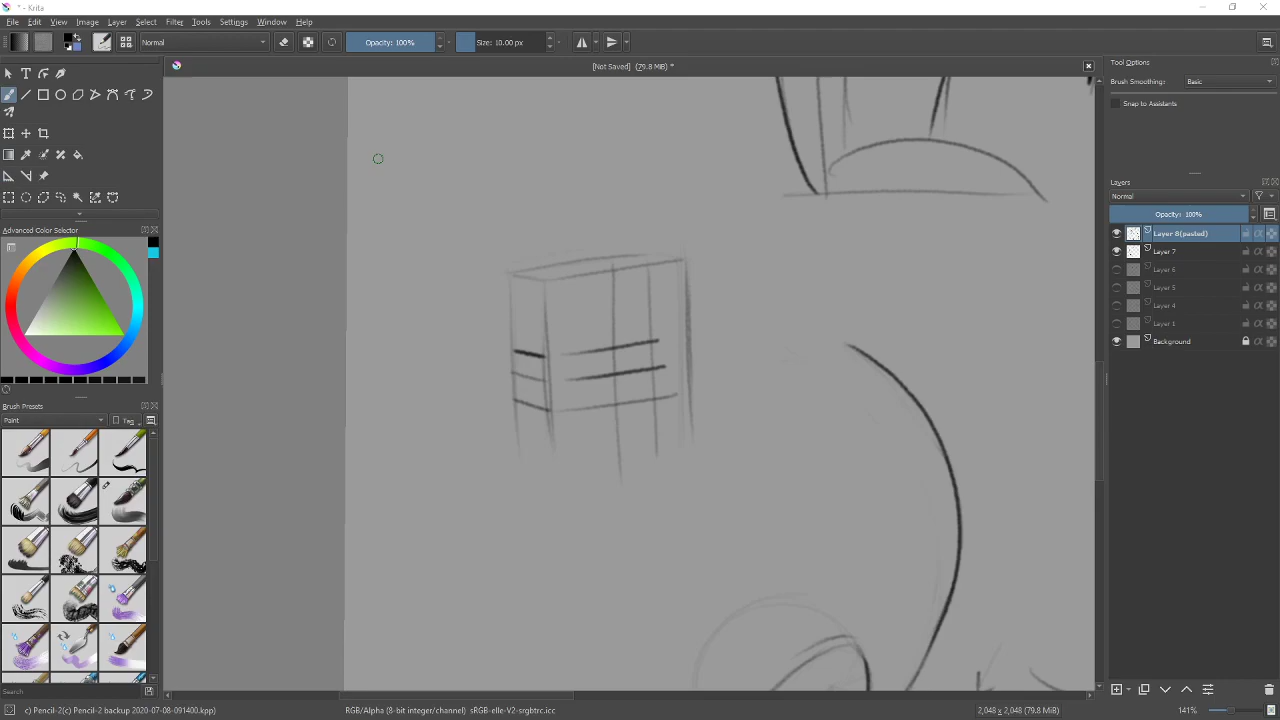 * - Krita
File Edit View Image Layer Select Filter Tools Settings Window Help
Normal Opacity: 100% Size: 10.00 px
[Not Saved] (79.8 MiB) *
Tool Options
Brush Smoothing: Basic
Snap to Assistants
Layers
Normal
Opacity: 100%
Layer 8(pasted)
Layer 7
Layer 6
Layer 5
Layer 4
Layer 1
Background
Advanced Color Selector
Brush Presets
Paint Tag
Search
c) Pencil-2(c) Pencil-2 backup 2020-07-08-091400.kpp) RGB/Alpha (8-bit integer/channel) sRGB-elle-V2-srgbtrc.icc 2,048 x 2,048 (79.8 MiB) 141%